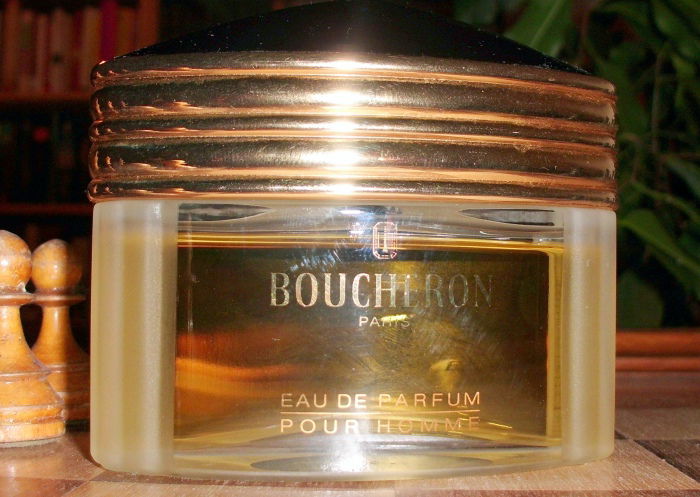 BOUCHERON
PARIS
EAU DE PARFUM
POUR HOMME